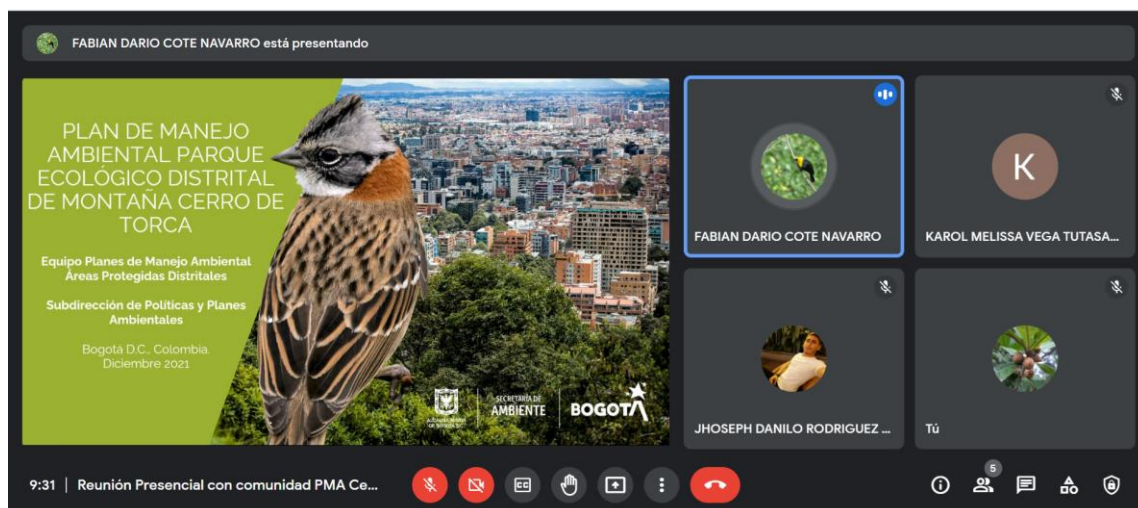 FABIAN DARIO COTE NAVARRO está presentando
PLAN DE MANEJO
AMBIENTAL PARQUE
ECOLÓGICO DISTRITAL
DE MONTAÑA CERRO DE
TORCA
Equipo Planes de Manejo Ambiental
Áreas Protegidas Distritales
Subdirección de Políticas y Planes
Ambientales
Bogotá D.C., Colombia.
Diciembre 2021
SECRETARÍA DE
AMBIENTE
BOGOTÁ
FABIAN DARIO COTE NAVARRO
K
KAROL MELISSA VEGA TUTASA...
JHOSEPH DANILO RODRIGUEZ ...
Tú
9:31 | Reunión Presencial con comunidad PMA Ce...
CC
5